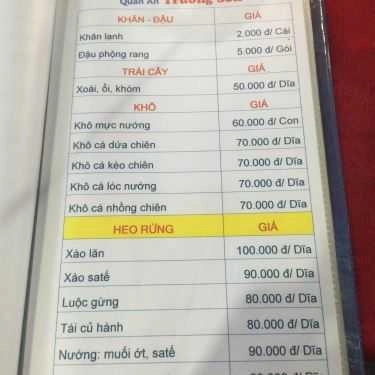 Quán Ăn Trường Sơn
KHĂN - ĐẬU GIÁ
Khăn lạnh 2.000 đ/ Cái
Đậu phộng rang 5.000 đ/ Gói
TRÁI CÂY GIÁ
Xoài, ổi, khóm 50.000 đ/ Dĩa
KHÔ GIÁ
Khô mực nướng 60.000 đ/ Con
Khô cá dứa chiên 70.000 đ/ Dĩa
Khô cá kèo chiên 70.000 đ/ Dĩa
Khô cá lóc nướng 70.000 đ/ Dĩa
Khô cá nhồng chiên 70.000 đ/ Dĩa
HEO RỪNG GIÁ
Xào lăn 100.000 đ/ Dĩa
Xào satế 90.000 đ/ Dĩa
Luộc gừng 80.000 đ/ Dĩa
Tái củ hành 80.000 đ/ Dĩa
Nướng: muối ớt, satế 90.000 đ/ Dĩa